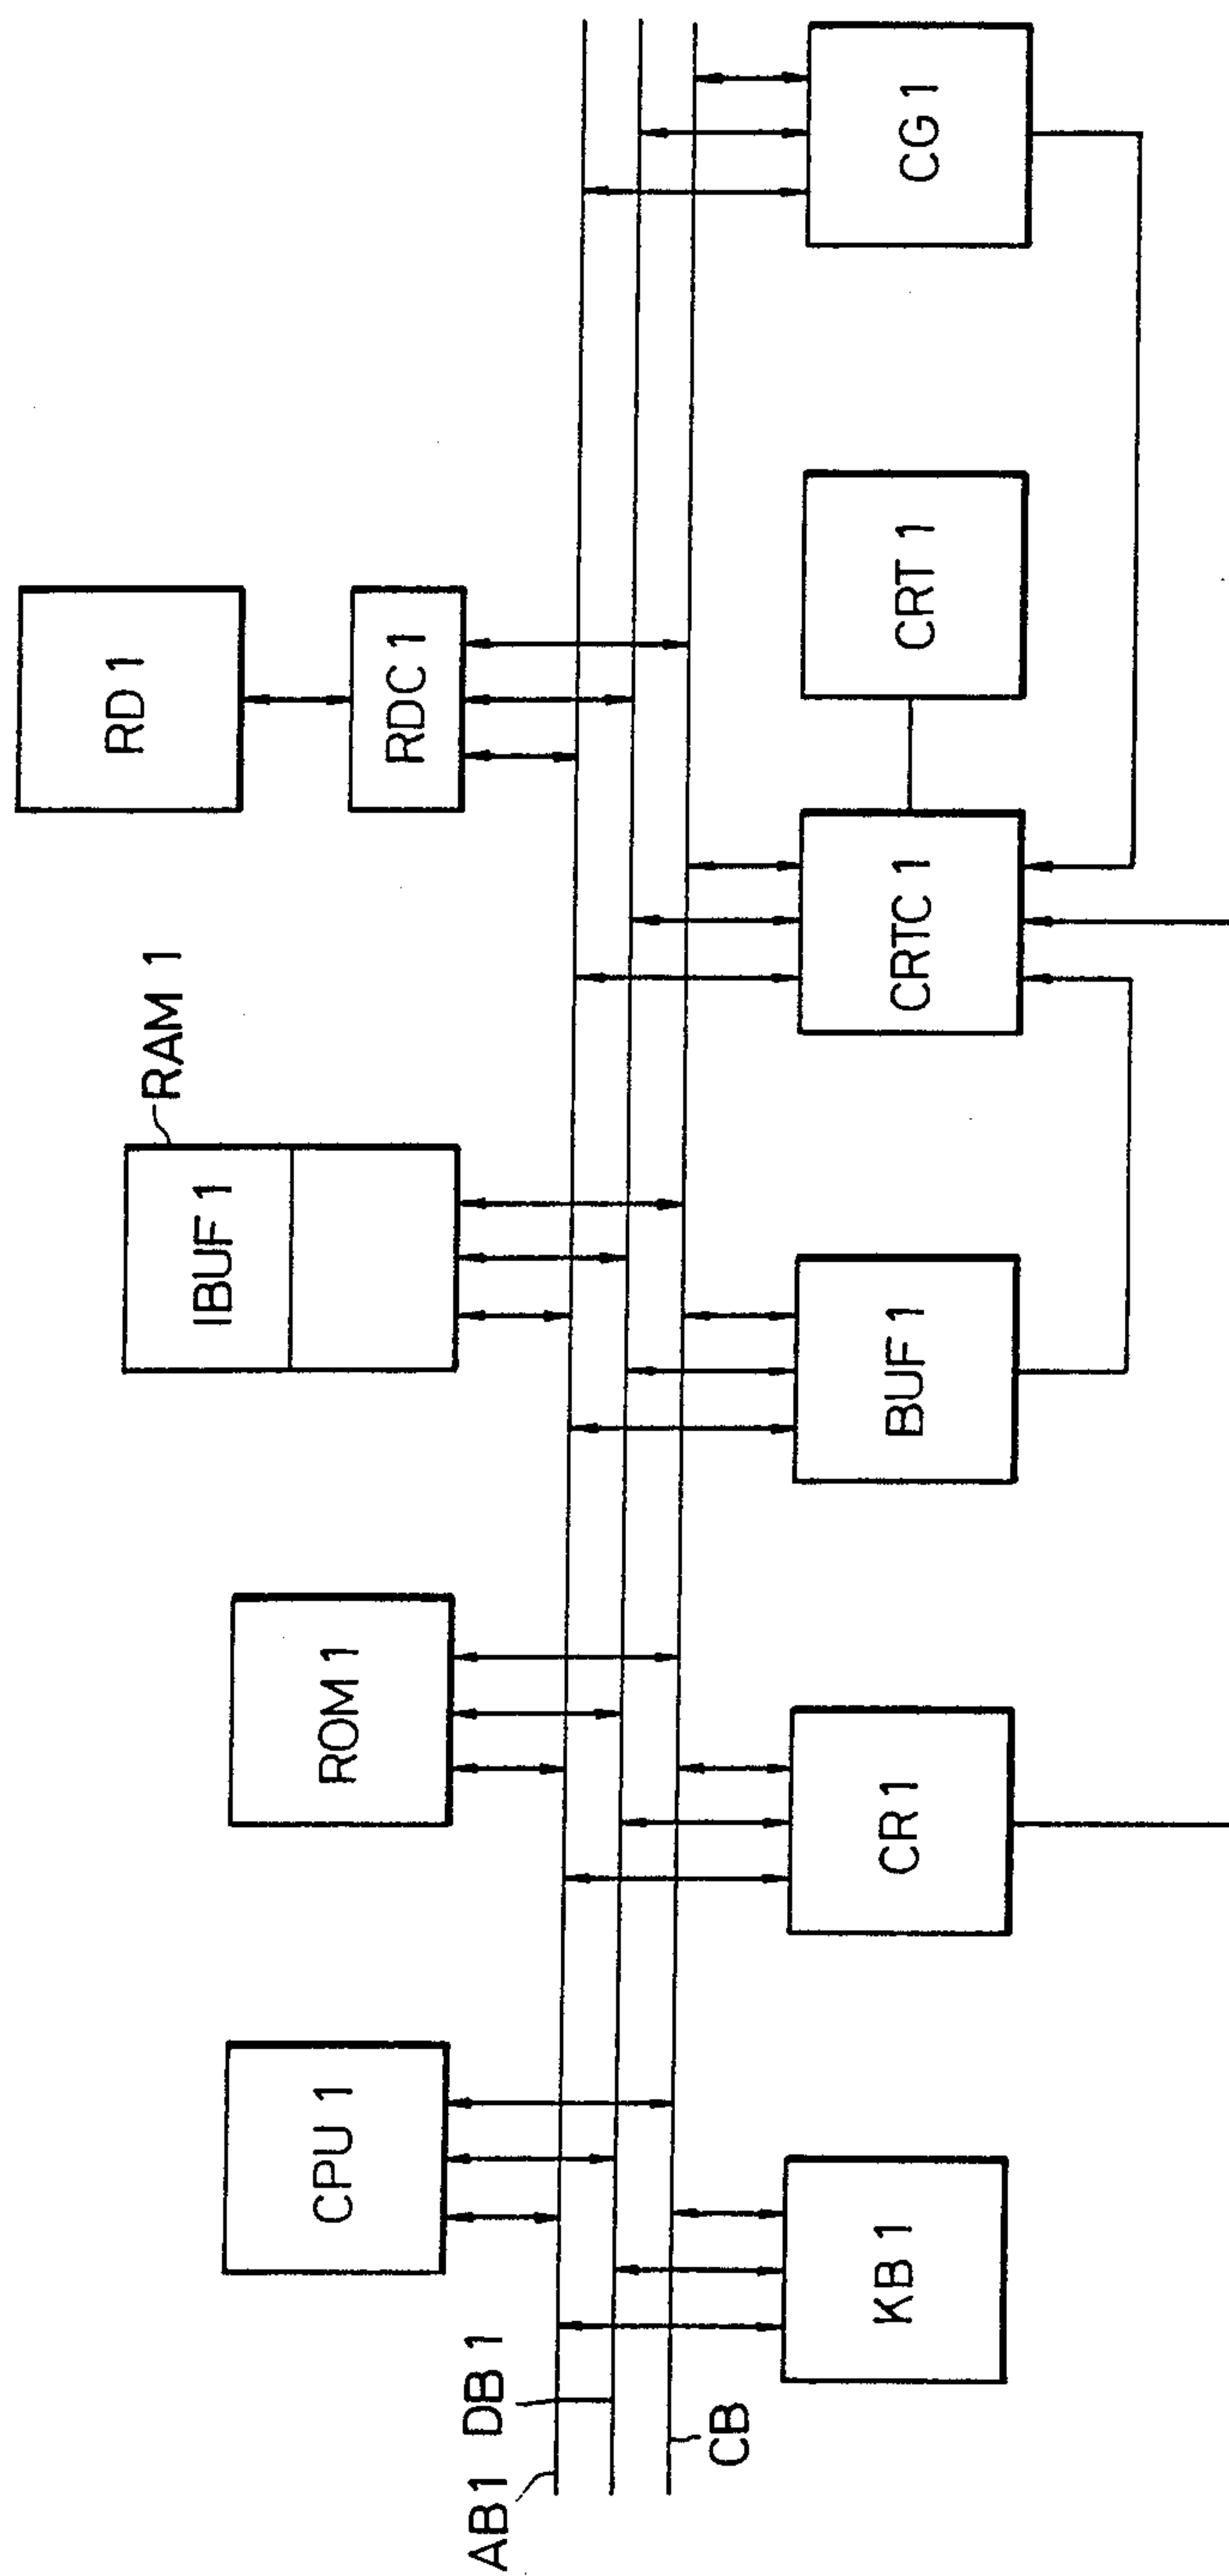 RD 1
RAM 1
IBUF 1
RDC 1
ROM 1
CPU 1
AB1
DB 1
CB
KB 1
CR 1
BUF 1
CRTC 1
CRT 1
CG 1